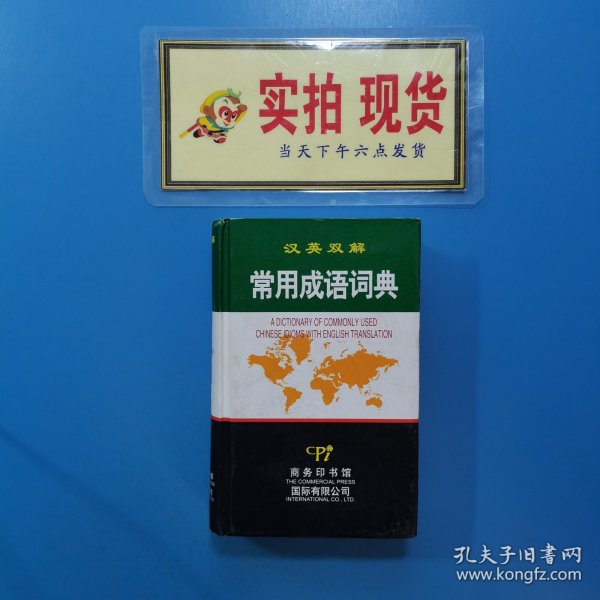 实拍 现货
当天下午六点发货
汉英双解
常用成语词典
A DICTIONARY OF COMMONLY USED
CHINESE IDIOMS WITH ENGLISH TRANSLATION
CPi
商务印书馆
THE COMMERCIAL PRESS
国际有限公司
INTERNATIONAL CO., LTD.
孔夫子旧书网
www.kongfz.com